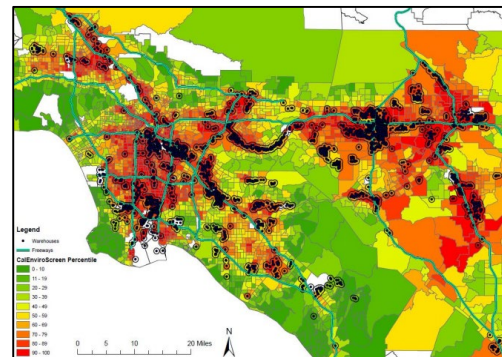 Legend
Warehouses
Freeways
CalEnviroScreen Percentile
0 - 10
11 - 19
20 - 29
30 - 39
40 - 49
50 - 59
60 - 69
70 - 79
80 - 89
90 - 100
0 5 10 20 Miles
N